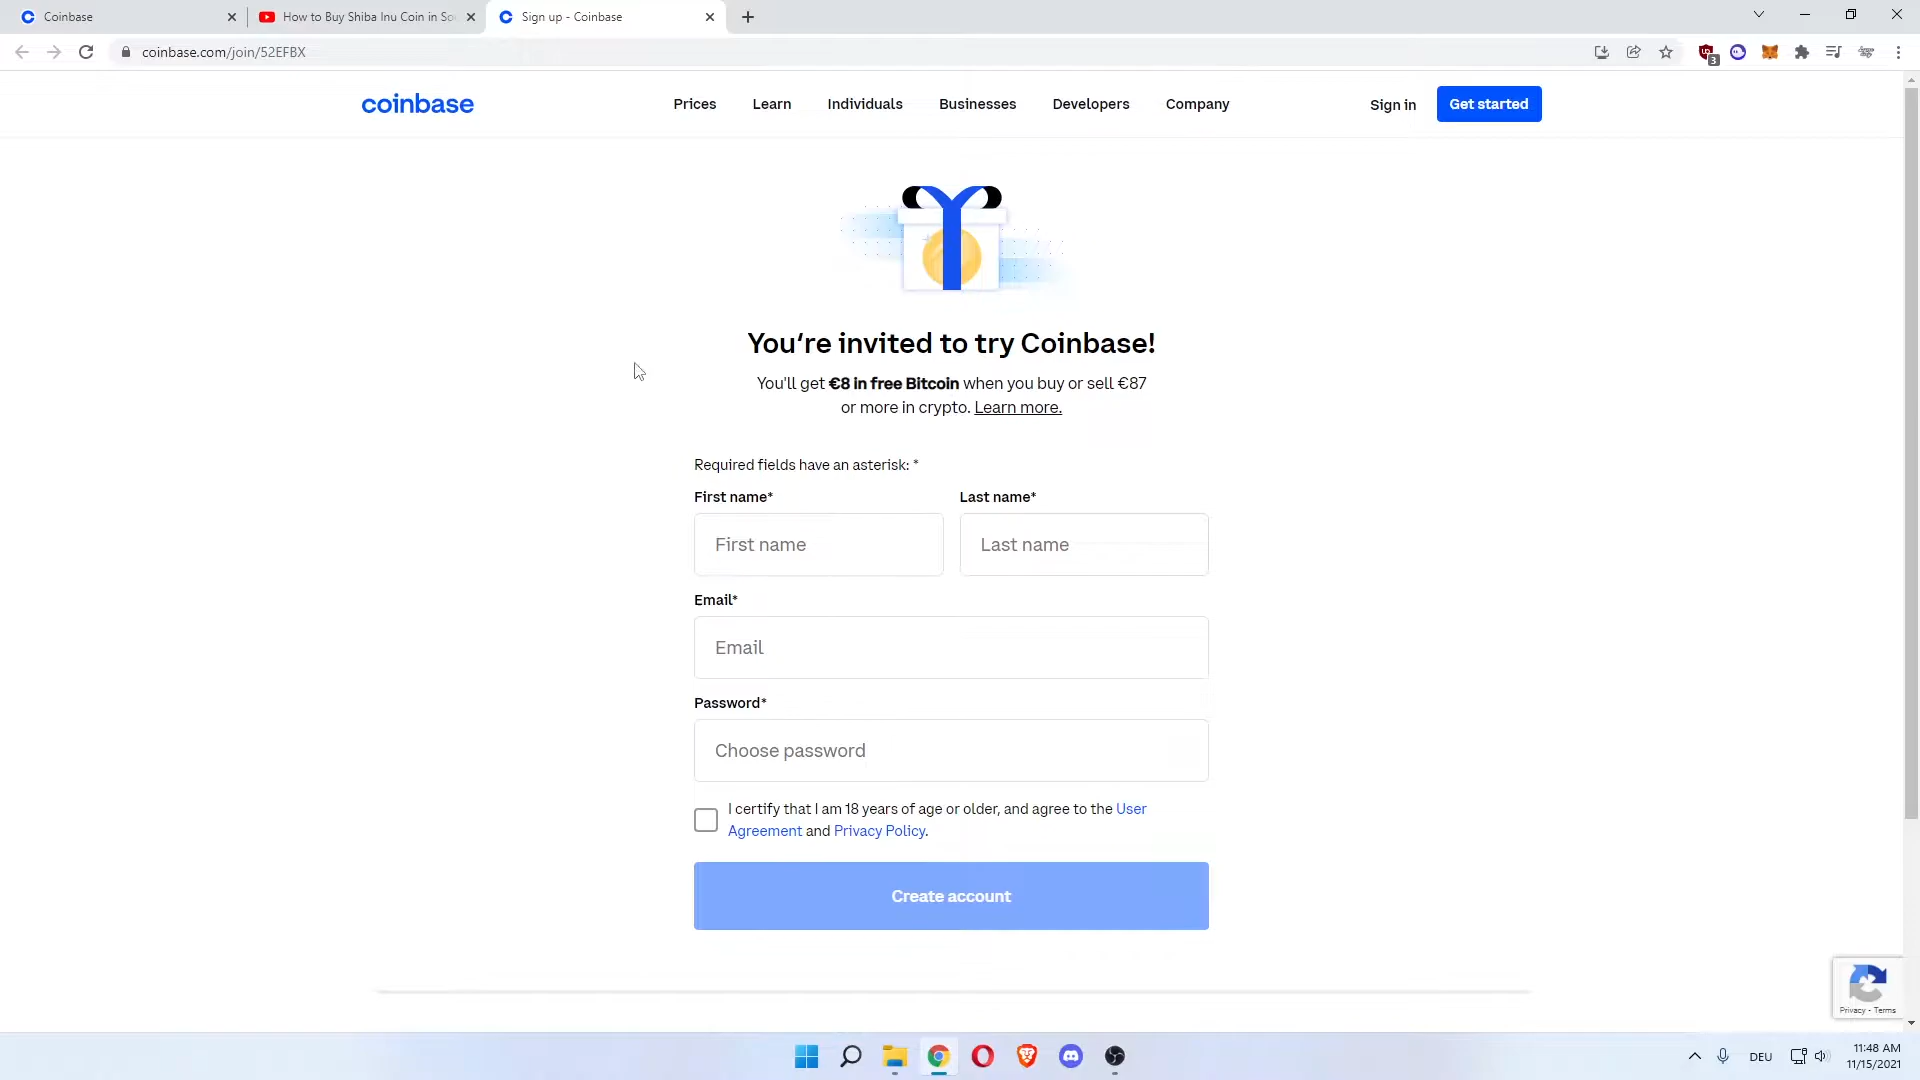 Coinbase
How to Buy Shiba Inu Coin in So
Sign up - Coinbase
coinbase.com/join/52EFBX
3
coinbase
Prices
Learn
Individuals
Businesses
Developers
Company
Sign in
Get started
You're invited to try Coinbase!
You'll get €8 in free Bitcoin when you buy or sell €87
or more in crypto. Learn more.
Required fields have an asterisk: *
First name*
Last name*
First name
Last name
Email*
Email
Password*
Choose password
I certify that I am 18 years of age or older, and agree to the User
Agreement and Privacy Policy.
Create account
Privacy - Terms
DEU
11:48 AM
11/15/2021